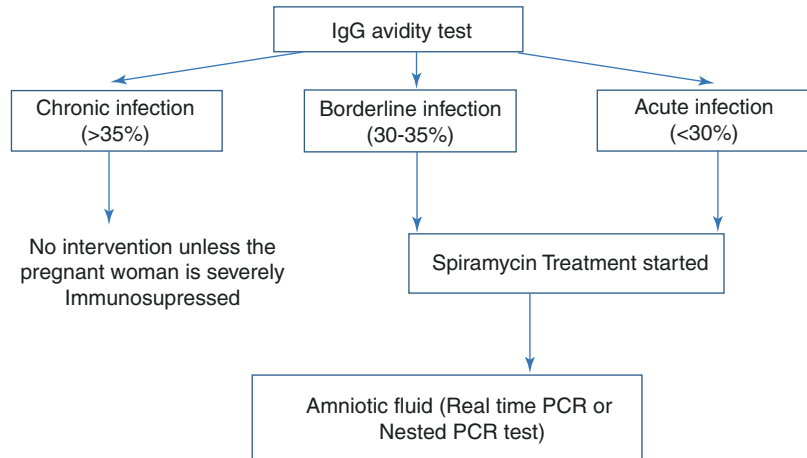 IgG avidity test
Chronic infection
(>35%)
Borderline infection
(30-35%)
Acute infection
(<30%)
No intervention unless the
pregnant woman is severely
Immunosupressed
Spiramycin Treatment started
Amniotic fluid (Real time PCR or
Nested PCR test)